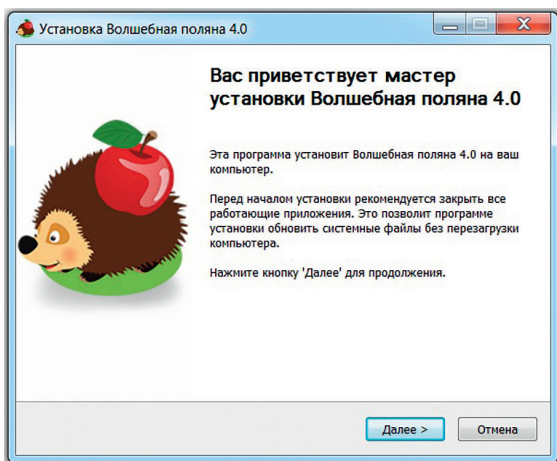 Установка Волшебная поляна 4.0
Вас приветствует мастер
установки Волшебная поляна 4.0
Эта программа установит Волшебная поляна 4.0 на ваш
компьютер.
Перед началом установки рекомендуется закрыть все
работающие приложения. Это позволит программе
установки обновить системные файлы без перезагрузки
компьютера.
Нажмите кнопку 'Далее' для продолжения.
Далее >
Отмена